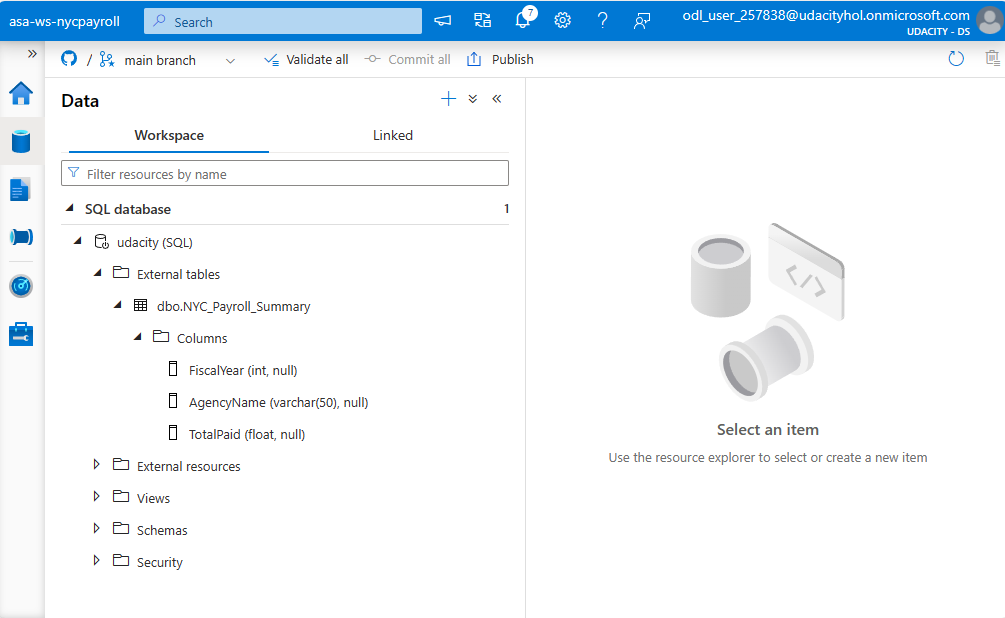 asa-ws-nycpayroll
Search
7
odl_user_257838@udacityhol.onmicrosoft.com
UDACITY - DS
/ main branch
Validate all
Commit all
Publish
Data
Workspace
Linked
Filter resources by name
SQL database 1
udacity (SQL)
External tables
dbo.NYC_Payroll_Summary
Columns
FiscalYear (int, null)
AgencyName (varchar(50), null)
TotalPaid (float, null)
External resources
Views
Schemas
Security
</>
Select an item
Use the resource explorer to select or create a new item